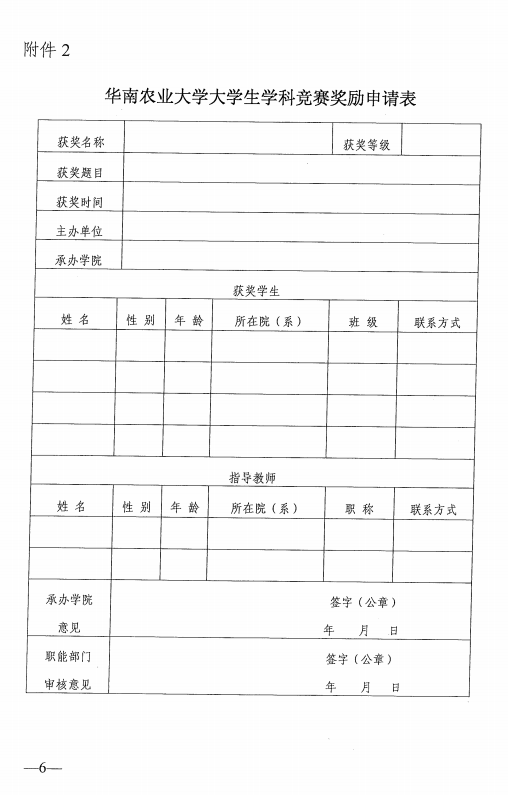 附件 2
华南农业大学大学生学科竞赛奖励申请表
获奖名称 获奖等级
获奖题目
获奖时间
主办单位
承办学院
获奖学生
姓 名 性 别 年 龄 所在院（系） 班 级 联系方式
指导教师
姓 名 性 别 年 龄 所在院（系） 职 称 联系方式
承办学院 签字（公章）
意见 年 月 日
职能部门 签字（公章）
审核意见 年 月 日
—6—